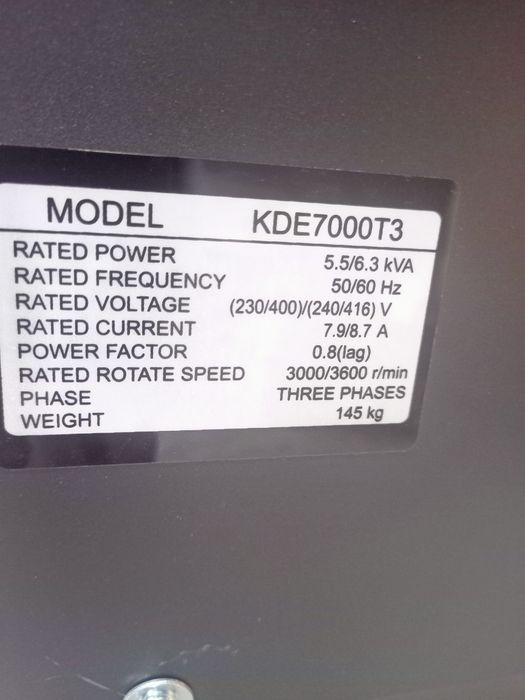 MODEL KDE7000T3
RATED POWER 5.5/6.3 kVA
RATED FREQUENCY 50/60 Hz
RATED VOLTAGE (230/400)/(240/416) V
RATED CURRENT 7.9/8.7 A
POWER FACTOR 0.8(lag)
RATED ROTATE SPEED 3000/3600 r/min
PHASE THREE PHASES
WEIGHT 145 kg